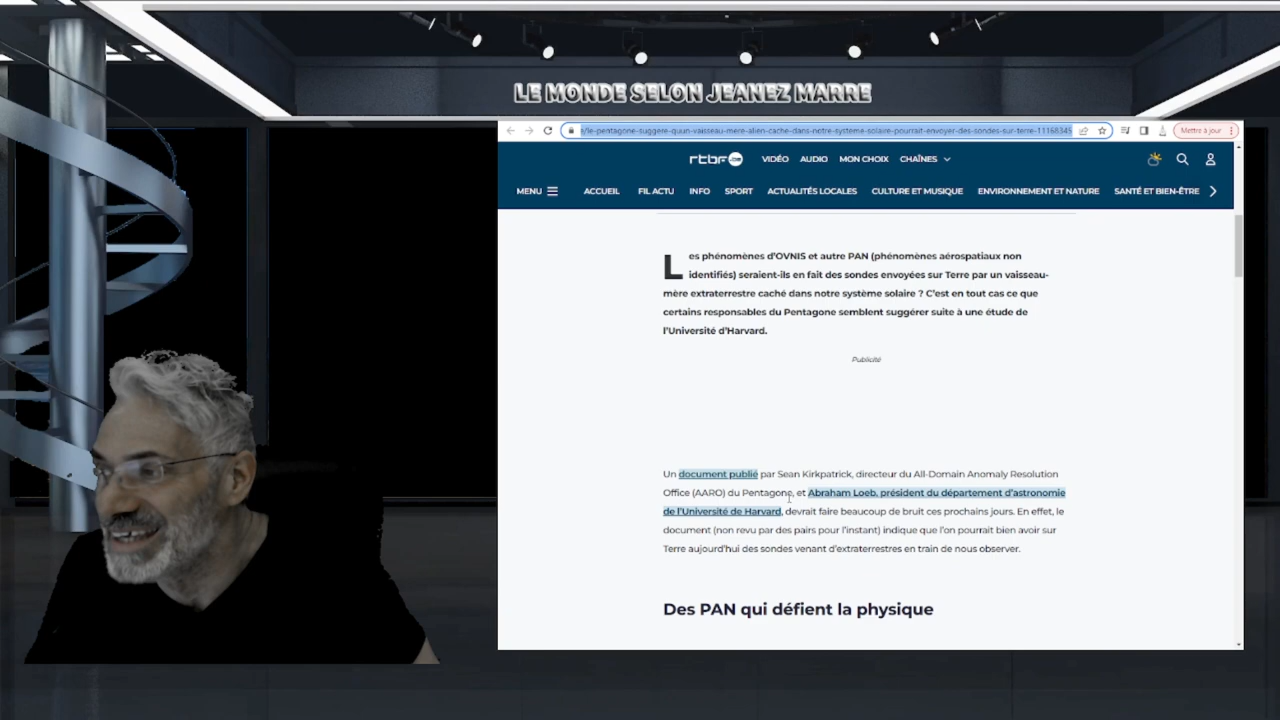 LE MONDE SELON JEANEZ MARRE
e/le-pentagone-suggere-quun-vaisseau-mere-alien-cache-dans-notre-systeme-solaire-pourrait-envoyer-des-sondes-sur-terre-11168345
Mettre à jour
rtbf.be VIDÉO AUDIO MON CHOIX CHAÎNES
MENU ACCUEIL FIL ACTU INFO SPORT ACTUALITÉS LOCALES CULTURE ET MUSIQUE ENVIRONNEMENT ET NATURE SANTÉ ET BIEN-ÊTRE
Les phénomènes d'OVNIS et autre PAN (phénomènes aérospatiaux non
identifiés) seraient-ils en fait des sondes envoyées sur Terre par un vaisseau-
mère extraterrestre caché dans notre système solaire ? C'est en tout cas ce que
certains responsables du Pentagone semblent suggérer suite à une étude de
l'Université d'Harvard.
Publicité
Un document publié par Sean Kirkpatrick, directeur du All-Domain Anomaly Resolution
Office (AARO) du Pentagone, et Abraham Loeb, président du département d'astronomie
de l'Université de Harvard, devrait faire beaucoup de bruit ces prochains jours. En effet, le
document (non revu par des pairs pour l'instant) indique que l'on pourrait bien avoir sur
Terre aujourd'hui des sondes venant d'extraterrestres en train de nous observer.
Des PAN qui défient la physique